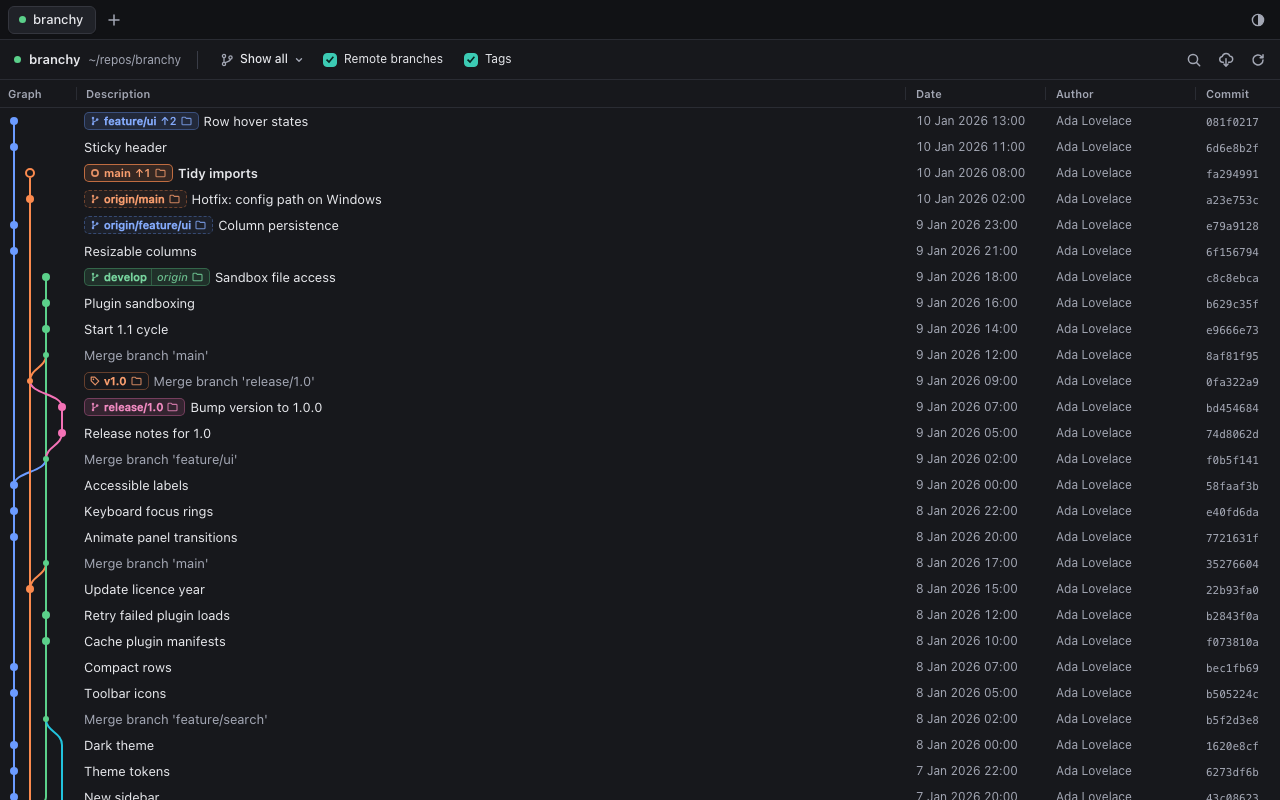 branchy
branchy ~/repos/branchy Show all Remote branches Tags
Graph Description Date Author Commit
feature/ui ↑2 Row hover states 10 Jan 2026 13:00 Ada Lovelace 081f0217
Sticky header 10 Jan 2026 11:00 Ada Lovelace 6d6e8b2f
main ↑1 Tidy imports 10 Jan 2026 08:00 Ada Lovelace fa294991
origin/main Hotfix: config path on Windows 10 Jan 2026 02:00 Ada Lovelace a23e753c
origin/feature/ui Column persistence 9 Jan 2026 23:00 Ada Lovelace e79a9128
Resizable columns 9 Jan 2026 21:00 Ada Lovelace 6f156794
develop origin Sandbox file access 9 Jan 2026 18:00 Ada Lovelace c8c8ebca
Plugin sandboxing 9 Jan 2026 16:00 Ada Lovelace b629c35f
Start 1.1 cycle 9 Jan 2026 14:00 Ada Lovelace e9666e73
Merge branch 'main' 9 Jan 2026 12:00 Ada Lovelace 8af81f95
v1.0 Merge branch 'release/1.0' 9 Jan 2026 09:00 Ada Lovelace 0fa322a9
release/1.0 Bump version to 1.0.0 9 Jan 2026 07:00 Ada Lovelace bd454684
Release notes for 1.0 9 Jan 2026 05:00 Ada Lovelace 74d8062d
Merge branch 'feature/ui' 9 Jan 2026 02:00 Ada Lovelace f0b5f141
Accessible labels 9 Jan 2026 00:00 Ada Lovelace 58faaf3b
Keyboard focus rings 8 Jan 2026 22:00 Ada Lovelace e40fd6da
Animate panel transitions 8 Jan 2026 20:00 Ada Lovelace 7721631f
Merge branch 'main' 8 Jan 2026 17:00 Ada Lovelace 35276604
Update licence year 8 Jan 2026 15:00 Ada Lovelace 22b93fa0
Retry failed plugin loads 8 Jan 2026 12:00 Ada Lovelace b2843f0a
Cache plugin manifests 8 Jan 2026 10:00 Ada Lovelace f073810a
Compact rows 8 Jan 2026 07:00 Ada Lovelace bec1fb69
Toolbar icons 8 Jan 2026 05:00 Ada Lovelace b505224c
Merge branch 'feature/search' 8 Jan 2026 02:00 Ada Lovelace b5f2d3e8
Dark theme 8 Jan 2026 00:00 Ada Lovelace 1620e8cf
Theme tokens 7 Jan 2026 22:00 Ada Lovelace 6273df6b
New sidebar 7 Jan 2026 20:00 Ada Lovelace 43c08623